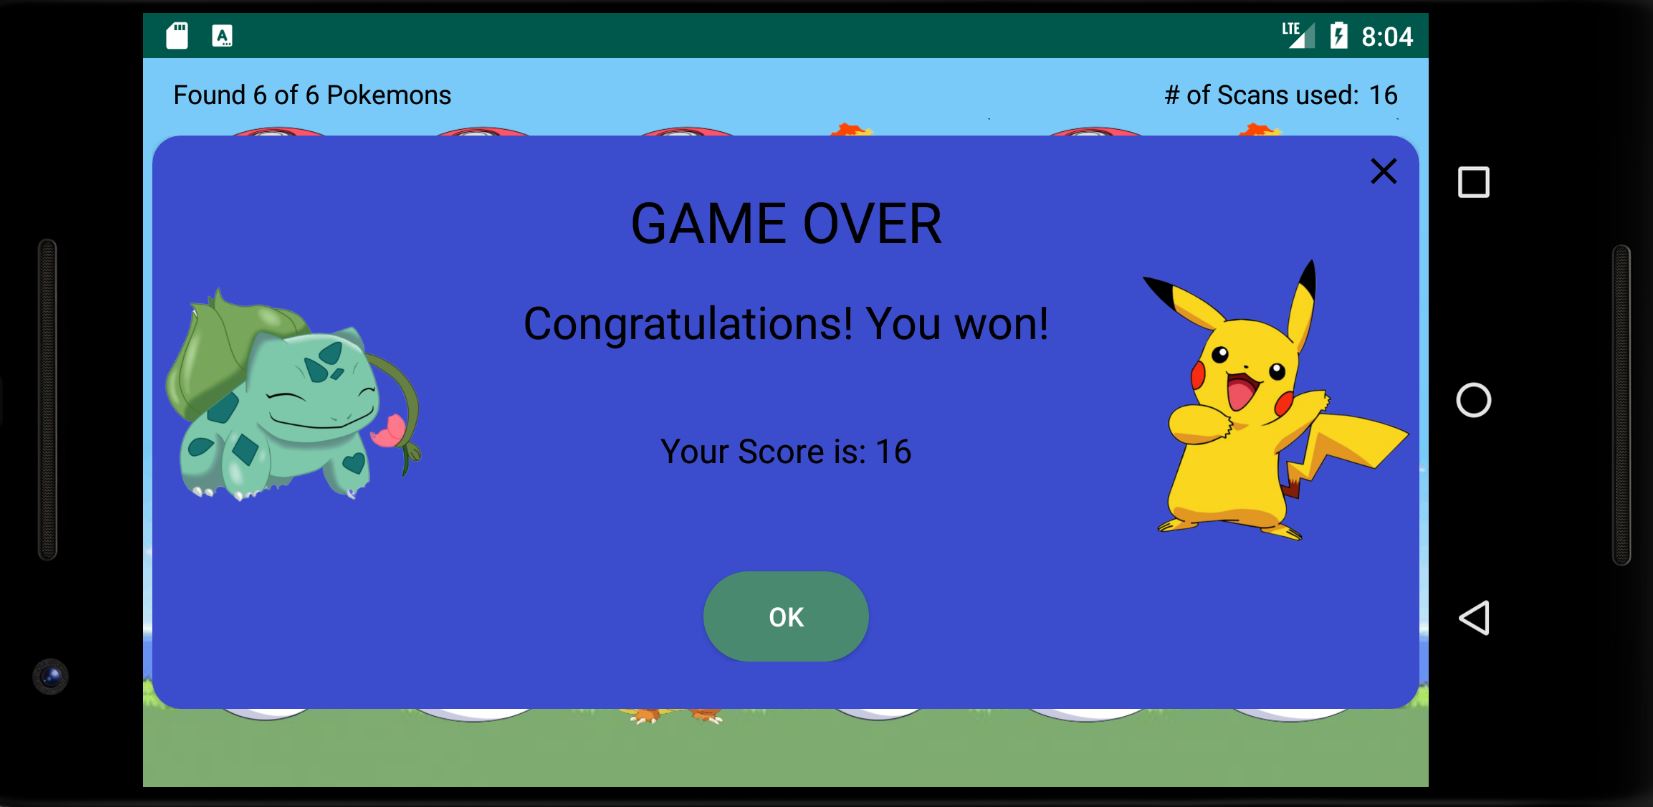 LTE 8:04
Found 6 of 6 Pokemons # of Scans used: 16
GAME OVER
Congratulations! You won!
Your Score is: 16
OK